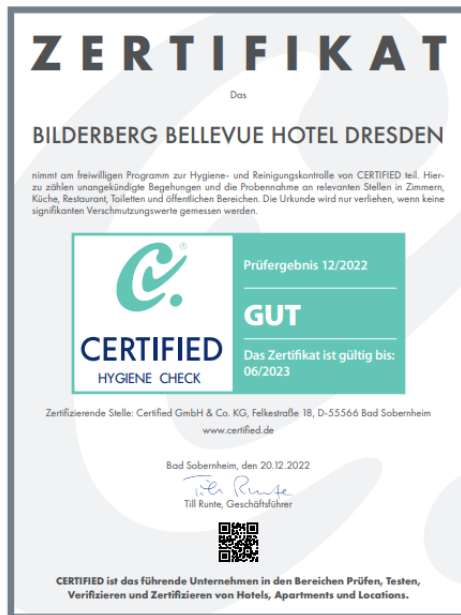 ZERTIFIKAT
Das
BILDERBERG BELLEVUE HOTEL DRESDEN
nimmt am freiwilligen Programm zur Hygiene- und Reinigungskontrolle von CERTIFIED teil. Hier-
zu zählen unangekündigte Begehungen und die Probennahme an relevanten Stellen in Zimmern,
Küche, Restaurant, Toiletten und öffentlichen Bereichen. Die Urkunde wird nur verliehen, wenn keine
signifikanten Verschmutzungswerte gemessen werden.
C.®
CERTIFIED
HYGIENE CHECK
Prüfergebnis 12/2022
GUT
Das Zertifikat ist gültig bis:
06/2023
Zertifizierende Stelle: Certified GmbH & Co. KG, Felkestraße 18, D-55566 Bad Sobernheim
www.certified.de
Bad Sobernheim, den 20.12.2022
Till Runte
Till Runte, Geschäftsführer
CERTIFIED ist das führende Unternehmen in den Bereichen Prüfen, Testen,
Verifizieren und Zertifizieren von Hotels, Apartments und Locations.